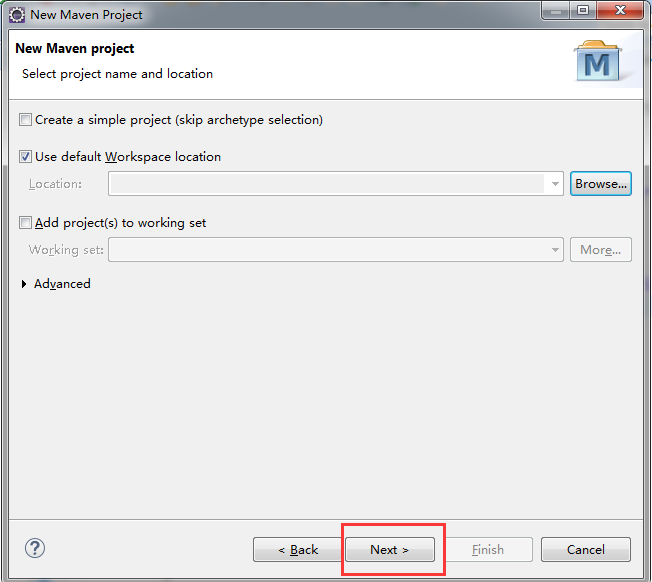 New Maven Project
New Maven project
Select project name and location
M
Create a simple project (skip archetype selection)
Use default Workspace location
Location:
Browse...
Add project(s) to working set
Working set:
More...
Advanced
?
< Back
Next >
Finish
Cancel